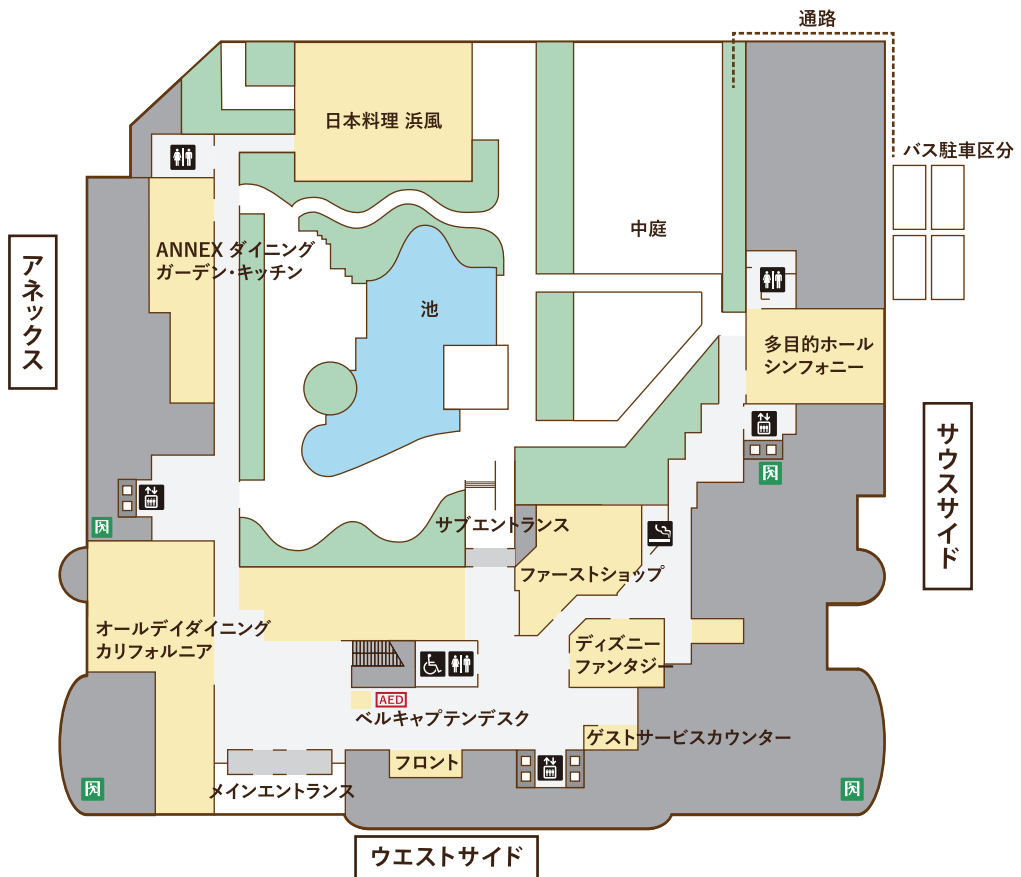 通路
日本料理 浜風
バス駐車区分
中庭
ANNEX ダイニング
ガーデン・キッチン
アネックス
池
多目的ホール
シンフォニー
サウスサイド
サブエントランス
ファーストショップ
オールデイダイニング
カリフォルニア
ディズニー
ファンタジー
AED
ベルキャプテンデスク
ゲストサービスカウンター
フロント
メインエントランス
ウエストサイド